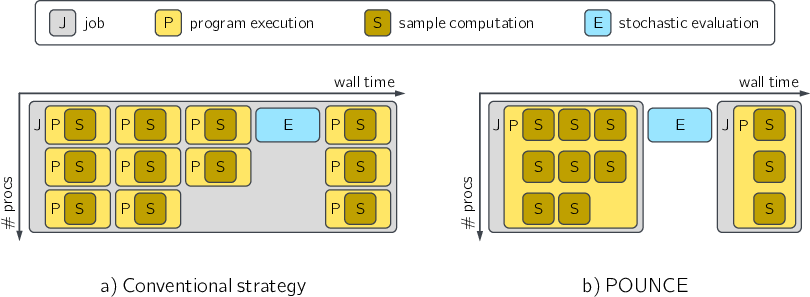 J job P program execution S sample computation E stochastic evaluation
wall time
# procs
J P S P S P S E P S
P S P S P S P S
P S P S P S
a) Conventional strategy
wall time
# procs
J P S S S E J P S
S S S S
S S S
b) POUNCE